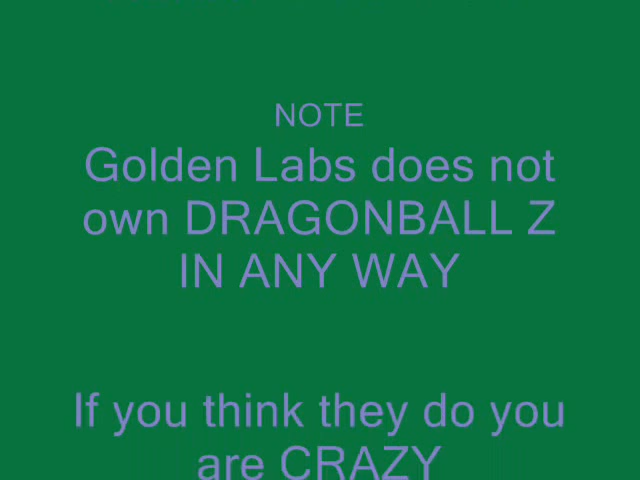 NOTE
Golden Labs does not
own DRAGONBALL Z
IN ANY WAY
If you think they do you
are CRAZY